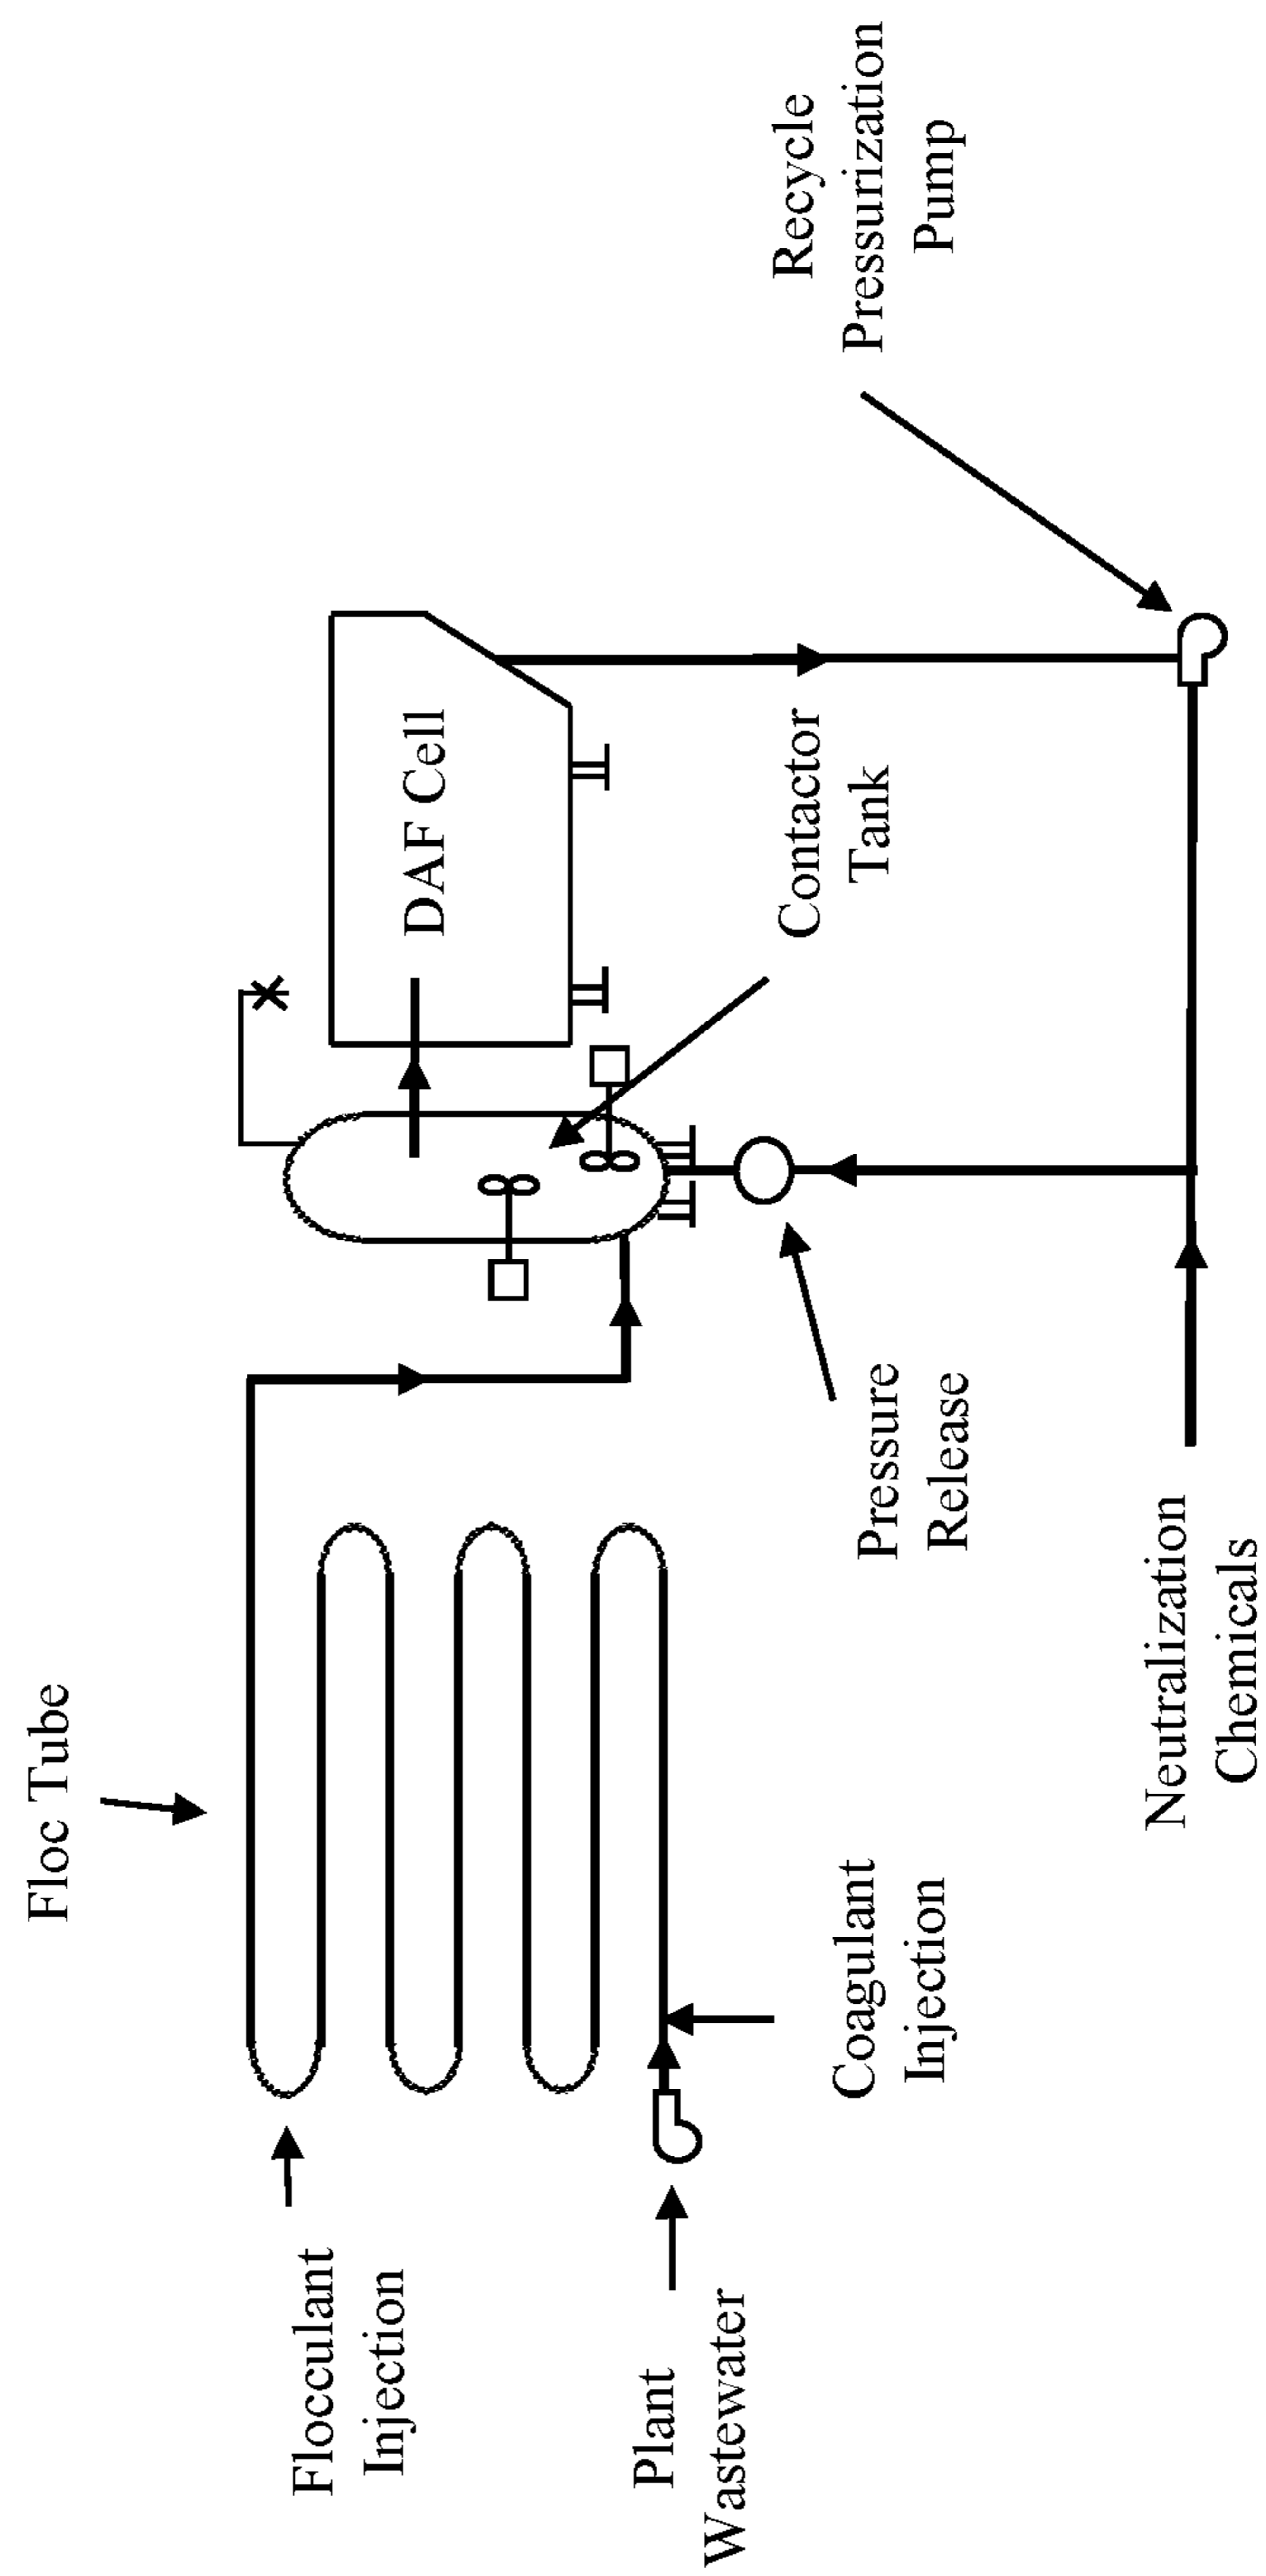 Floc Tube
Flocculant
Injection
Plant
Wastewater
Coagulant
Injection
DAF Cell
Contactor
Tank
Pressure
Release
Neutralization
Chemicals
Recycle
Pressurization
Pump